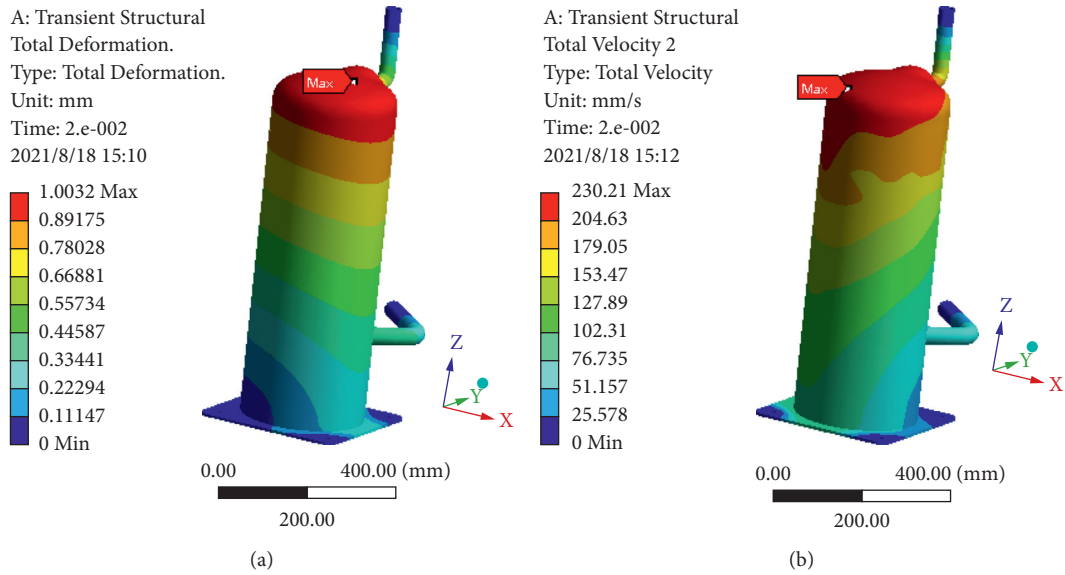 A: Transient Structural
Total Deformation.
Type: Total Deformation.
Unit: mm
Time: 2.e-002
2021/8/18 15:10
1.0032 Max
0.89175
0.78028
0.66881
0.55734
0.44587
0.33441
0.22294
0.11147
0 Min
Max
Z
Y
X
0.00 400.00 (mm)
200.00
(a)
A: Transient Structural
Total Velocity 2
Type: Total Velocity
Unit: mm/s
Time: 2.e-002
2021/8/18 15:12
230.21 Max
204.63
179.05
153.47
127.89
102.31
76.735
51.157
25.578
0 Min
Max
Z
Y
X
0.00 400.00 (mm)
200.00
(b)